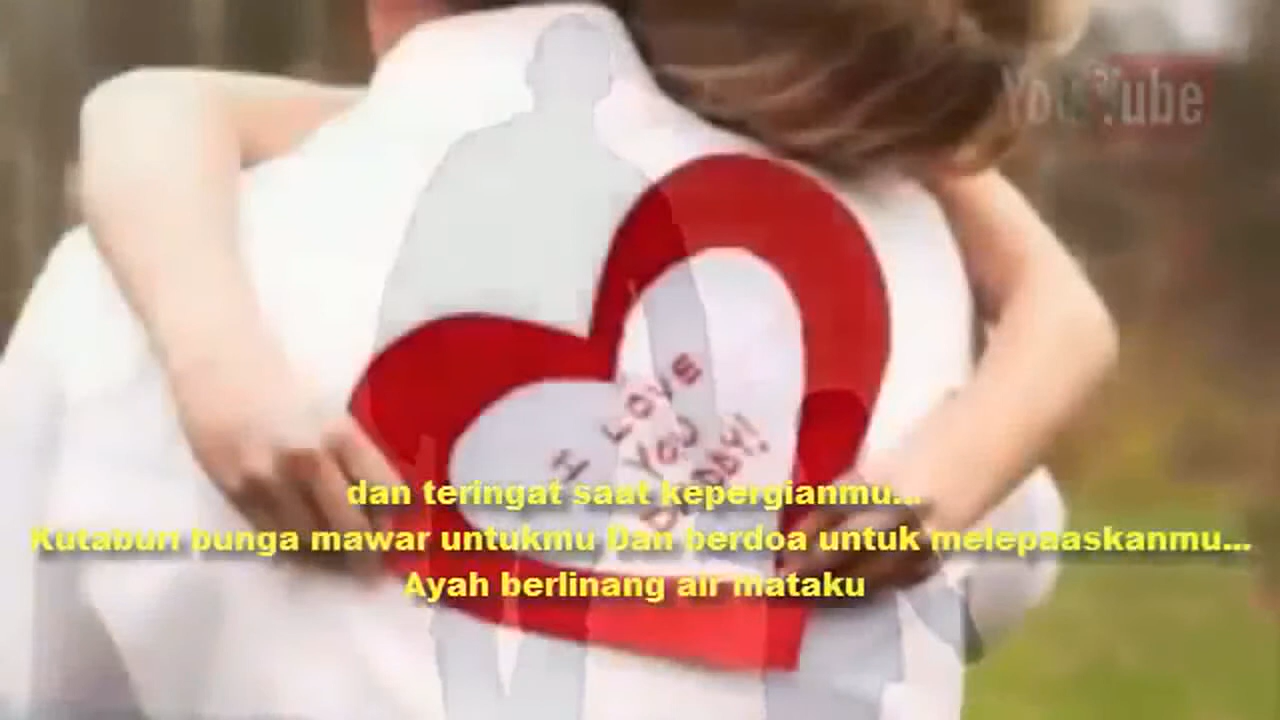 YouTube
I LOVE
YOU
DADDY!
dan teringat saat kepergianmu...
Kutaburi bunga mawar untukmu Dan berdoa untuk melepaaskanmu...
Ayah berlinang air mataku